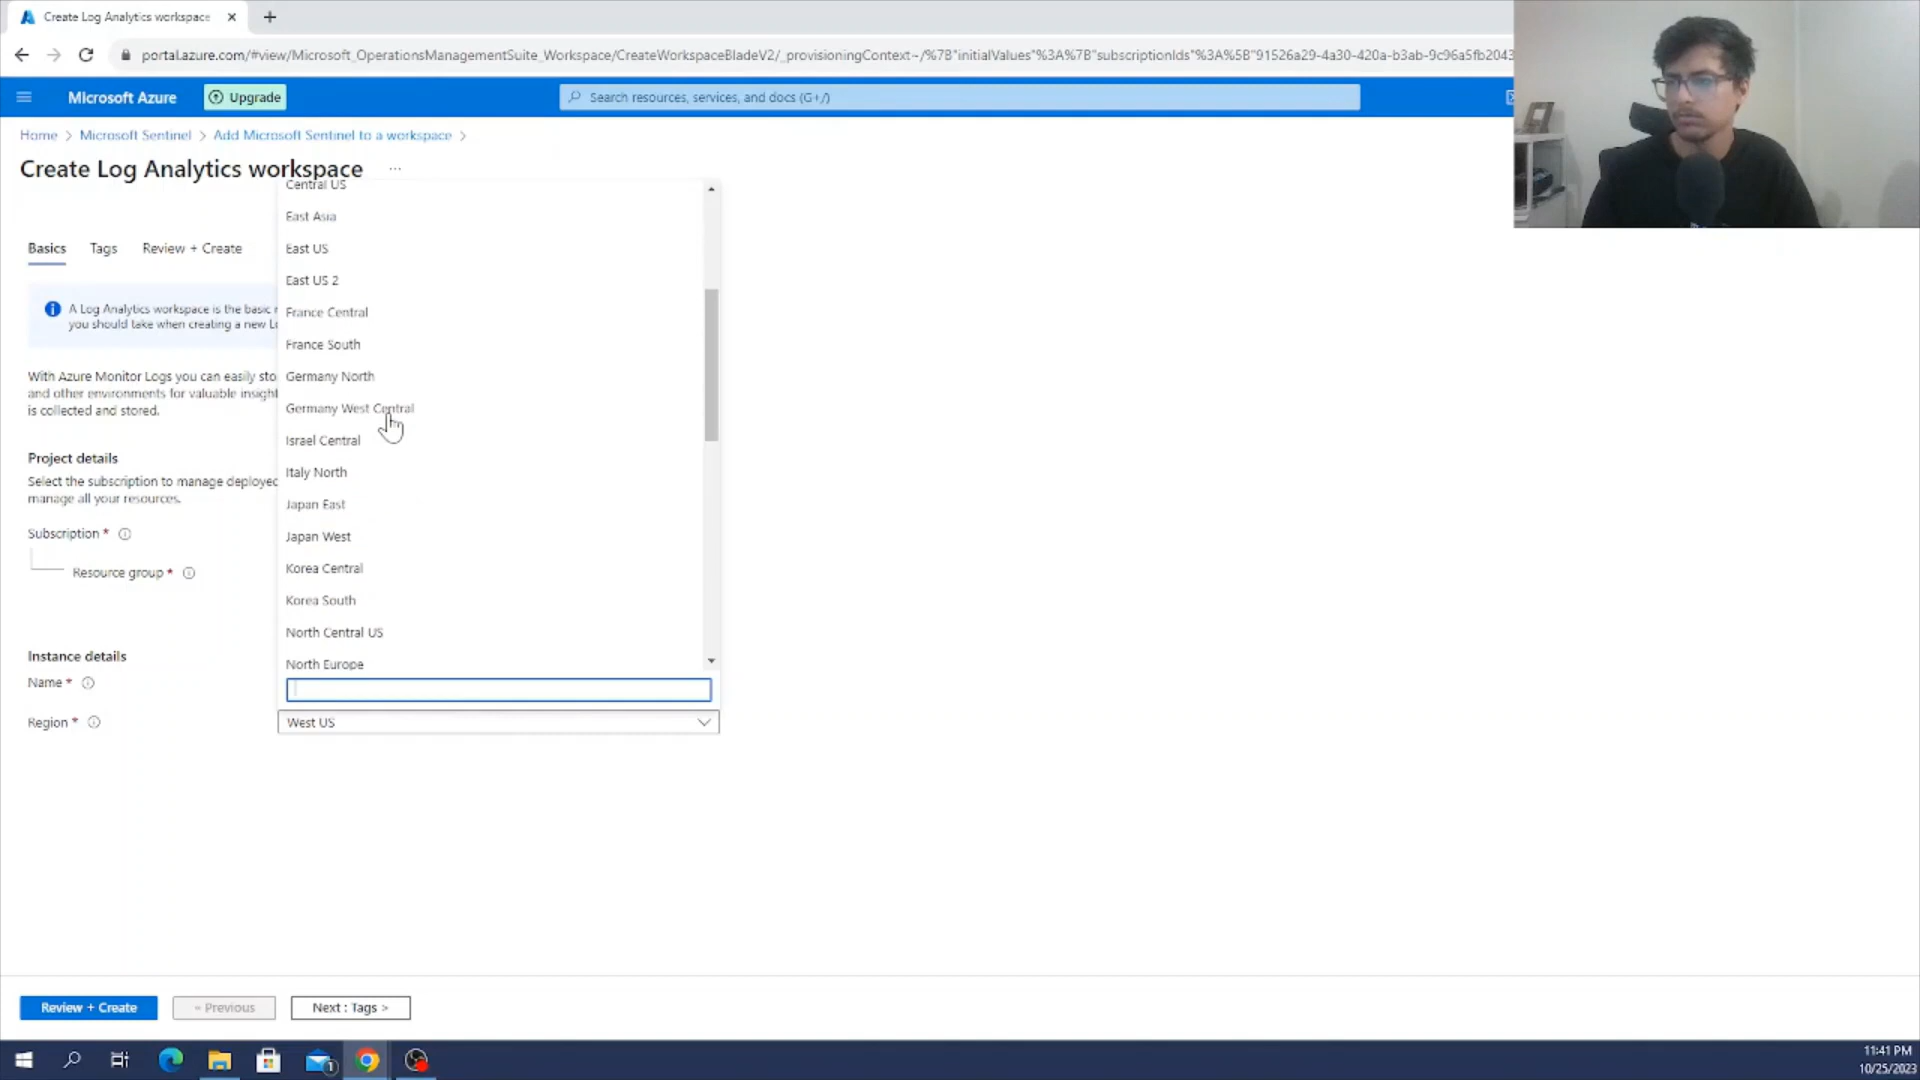 Create Log Analytics workspace
portal.azure.com/#view/Microsoft_OperationsManagementSuite_Workspace/CreateWorkspaceBladeV2/_provisioningContext~/%7B"initialValues"%3A%7B"subscriptionIds"%3A%5B"91526a29-4a30-420a-b3ab-9c96a5fb2043
Microsoft Azure
Upgrade
Search resources, services, and docs (G+/)
Home > Microsoft Sentinel > Add Microsoft Sentinel to a workspace >
Create Log Analytics workspace ...
Basics Tags Review + Create
A Log Analytics workspace is the basic
you should take when creating a new
With Azure Monitor Logs you can easily sto
and other environments for valuable insigh
is collected and stored.
Project details
Select the subscription to manage deployed
manage all your resources.
Subscription *
Resource group *
Instance details
Name *
Region *
Central US
East Asia
East US
East US 2
France Central
France South
Germany North
Germany West Central
Israel Central
Italy North
Japan East
Japan West
Korea Central
Korea South
North Central US
North Europe
West US
Review + Create
< Previous
Next : Tags >
1
11:41 PM
10/25/2023